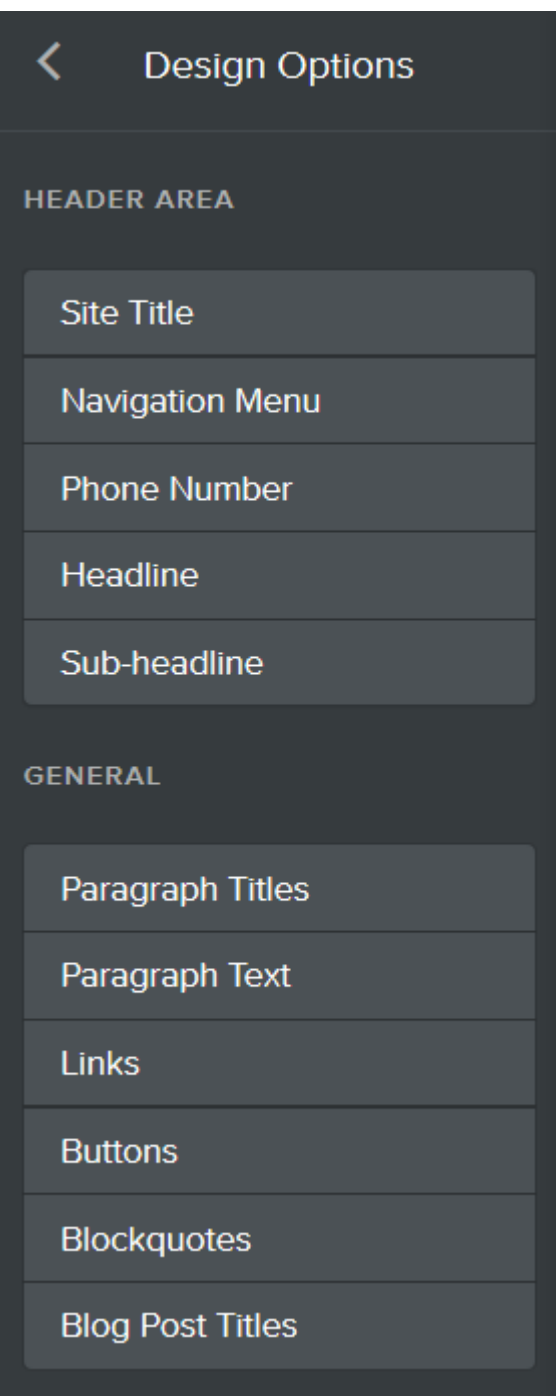 Design Options
HEADER AREA
Site Title
Navigation Menu
Phone Number
Headline
Sub-headline
GENERAL
Paragraph Titles
Paragraph Text
Links
Buttons
Blockquotes
Blog Post Titles